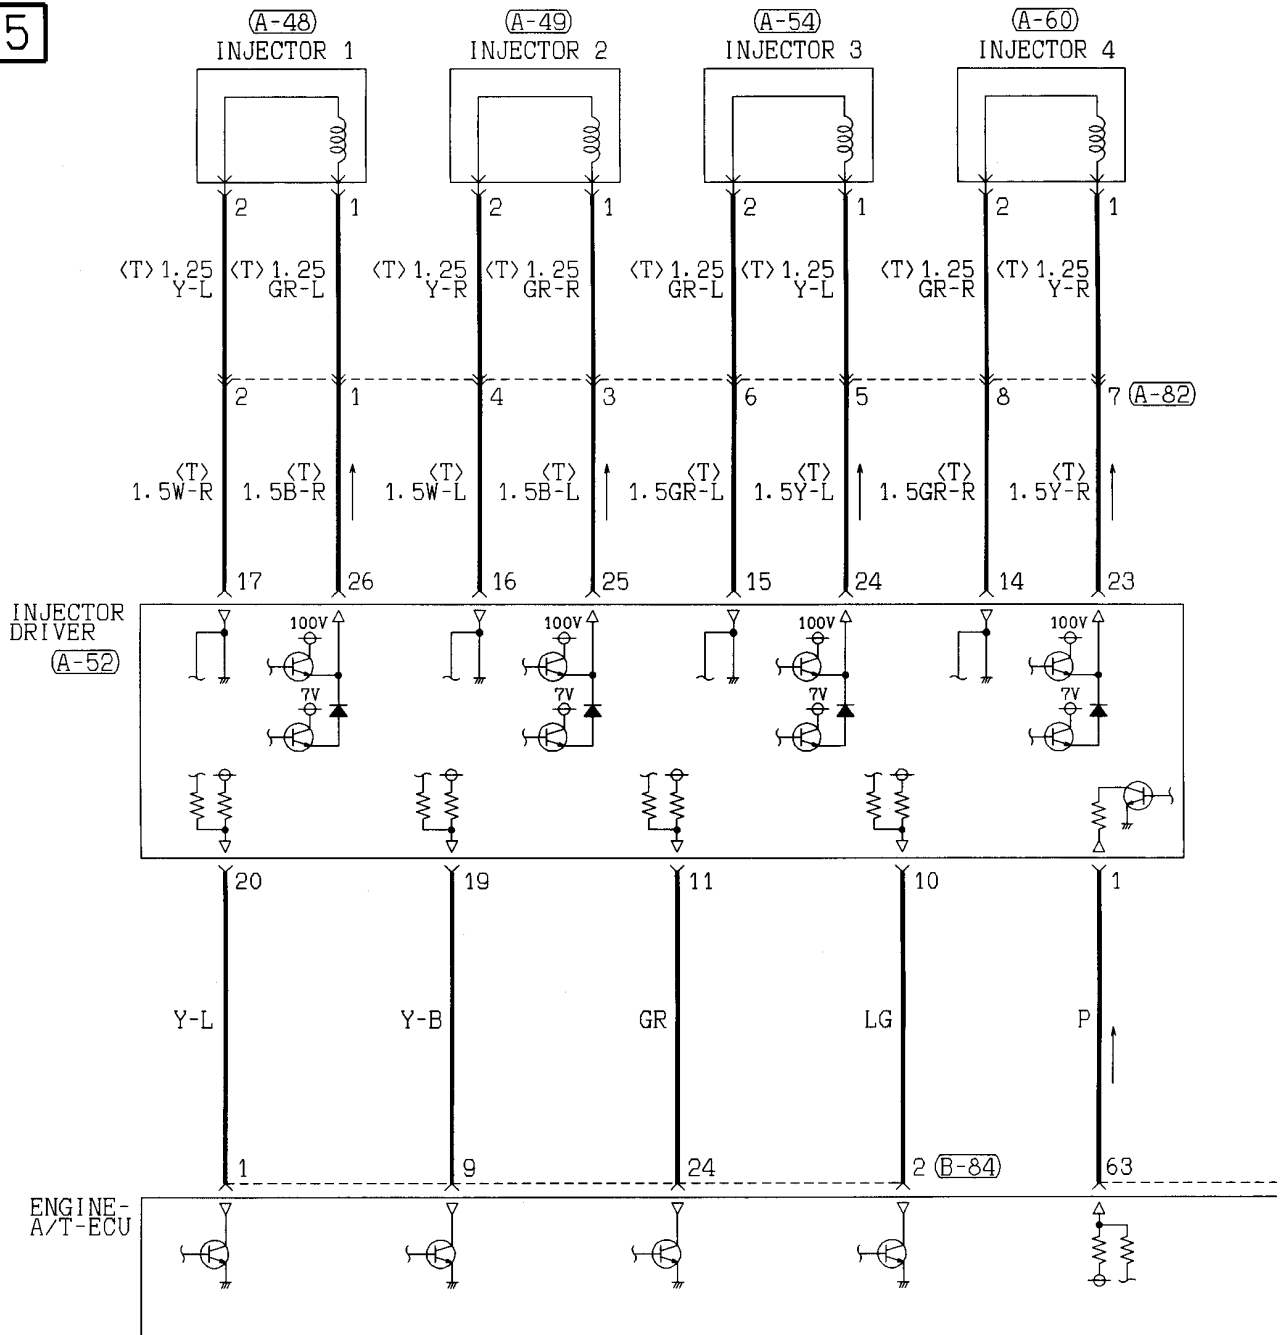 5
A-48 A-49 A-54 A-60
INJECTOR 1 INJECTOR 2 INJECTOR 3 INJECTOR 4
2 1 2 1 2 1 2 1
〈T〉1.25 〈T〉1.25 〈T〉1.25 〈T〉1.25 〈T〉1.25 〈T〉1.25 〈T〉1.25 〈T〉1.25
Y-L GR-L Y-R GR-R GR-L Y-L GR-R Y-R
2 1 4 3 6 5 8 7 A-82
〈T〉 〈T〉 〈T〉 〈T〉 〈T〉 〈T〉 〈T〉 〈T〉
1.5W-R 1.5B-R 1.5W-L 1.5B-L 1.5GR-L 1.5Y-L 1.5GR-R 1.5Y-R
17 26 16 25 15 24 14 23
INJECTOR
DRIVER
A-52
100V 100V 100V 100V
7V 7V 7V 7V
20 19 11 10 1
Y-L Y-B GR LG P
1 9 24 2 B-84 63
ENGINE-
A/T-ECU